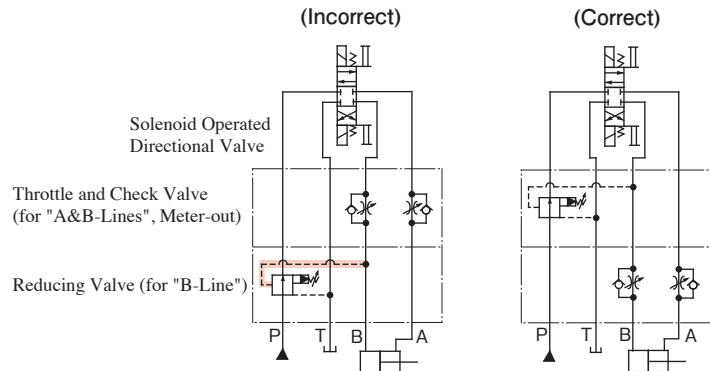 (Incorrect)
(Correct)
Solenoid Operated
Directional Valve
Throttle and Check Valve
(for "A&B-Lines", Meter-out)
Reducing Valve (for "B-Line")
P T B A
P T B A